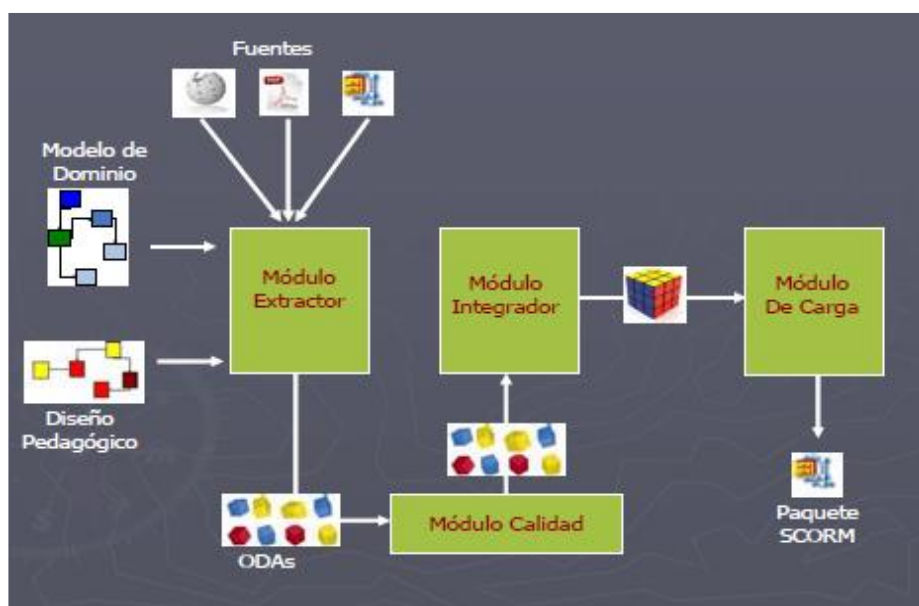 Fuentes
Modelo de
Dominio
Módulo
Extractor
Módulo
Integrador
Módulo
De Carga
Diseño
Pedagógico
ODAs
Módulo Calidad
Paquete
SCORM